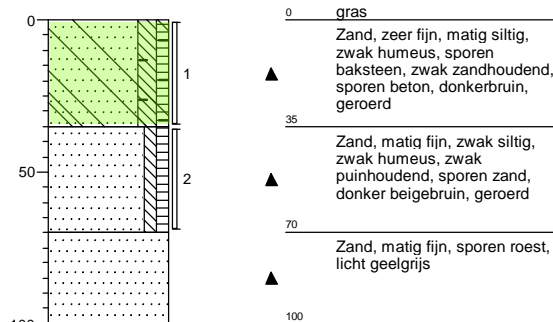 0
0
gras
Zand, zeer fijn, matig siltig,
zwak humeus, sporen
baksteen, zwak zandhoudend,
sporen beton, donkerbruin,
geroerd
1
35
Zand, matig fijn, zwak siltig,
zwak humeus, zwak
puinhoudend, sporen zand,
donker beigebruin, geroerd
50
2
70
Zand, matig fijn, sporen roest,
licht geelgrijs
100
100